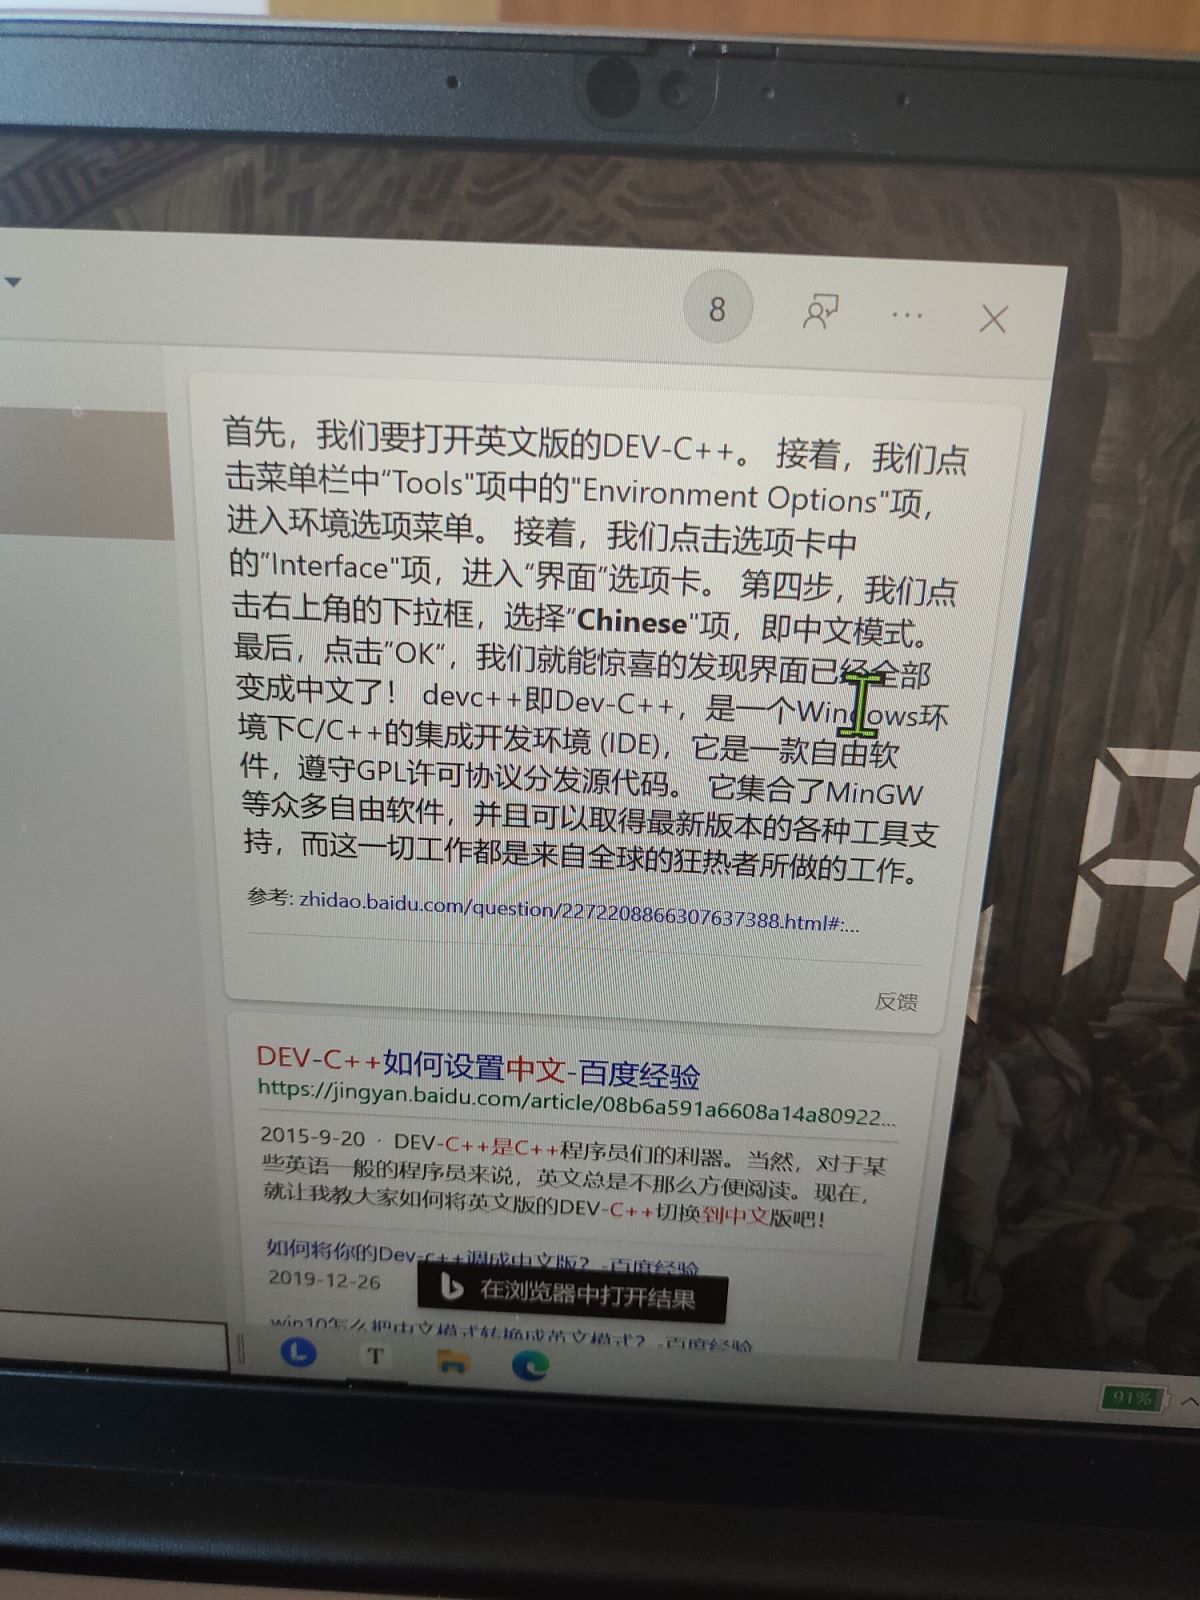 8
首先，我们要打开英文版的DEV-C++。 接着，我们点
击菜单栏中"Tools"项中的"Environment Options"项，
进入环境选项菜单。 接着，我们点击选项卡中
的"Interface"项，进入"界面"选项卡。 第四步，我们点
击右上角的下拉框，选择"Chinese"项，即中文模式。
最后，点击"OK"，我们就能惊喜的发现界面已经全部
变成中文了！ devc++即Dev-C++，是一个Windows环
境下C/C++的集成开发环境 (IDE)，它是一款自由软
件，遵守GPL许可协议分发源代码。 它集合了MinGW
等众多自由软件，并且可以取得最新版本的各种工具支
持，而这一切工作都是来自全球的狂热者所做的工作。
参考: zhidao.baidu.com/question/2272208866307637388.html#:...
反馈
DEV-C++如何设置中文-百度经验
https://jingyan.baidu.com/article/08b6a591a6608a14a80922...
2015-9-20 · DEV-C++是C++程序员们的利器。当然，对于某
些英语一般的程序员来说，英文总是不那么方便阅读。现在，
就让我教大家如何将英文版的DEV-C++切换到中文版吧！
如何将你的Dev-c++调成中文版? -百度经验
2019-12-26
在浏览器中打开结果
win10怎么把中文模式转换成英文模式? -百度经验
T
91%